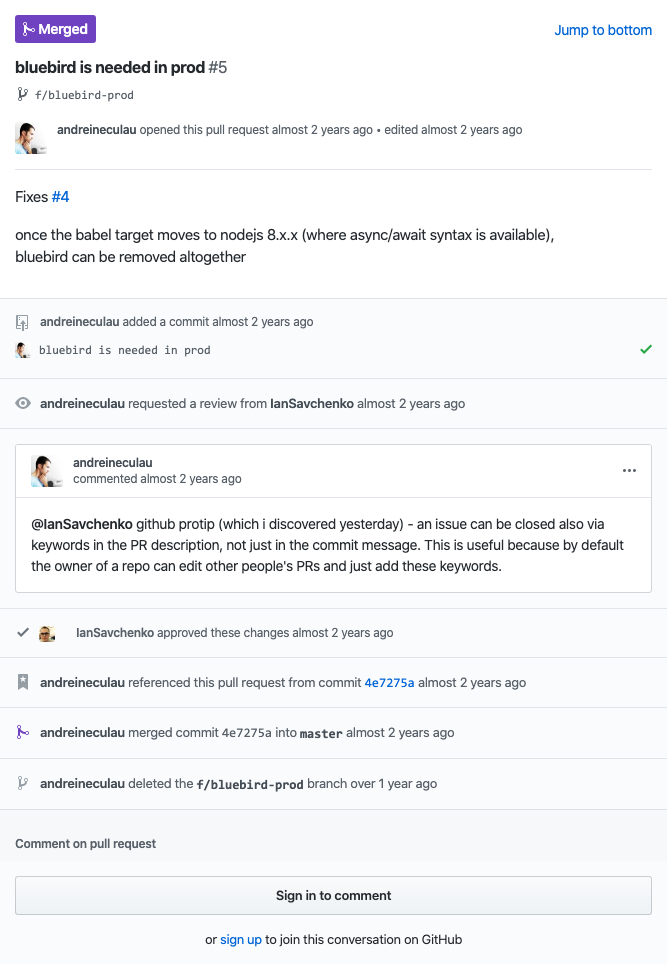 Merged
Jump to bottom
bluebird is needed in prod #5
f/bluebird-prod
andreineculau opened this pull request almost 2 years ago • edited almost 2 years ago
Fixes #4
once the babel target moves to nodejs 8.x.x (where async/await syntax is available),
bluebird can be removed altogether
andreineculau added a commit almost 2 years ago
bluebird is needed in prod
andreineculau requested a review from IanSavchenko almost 2 years ago
andreineculau
commented almost 2 years ago
@IanSavchenko github protip (which i discovered yesterday) - an issue can be closed also via
keywords in the PR description, not just in the commit message. This is useful because by default
the owner of a repo can edit other people's PRs and just add these keywords.
IanSavchenko approved these changes almost 2 years ago
andreineculau referenced this pull request from commit 4e7275a almost 2 years ago
andreineculau merged commit 4e7275a into master almost 2 years ago
andreineculau deleted the f/bluebird-prod branch over 1 year ago
Comment on pull request
Sign in to comment
or sign up to join this conversation on GitHub